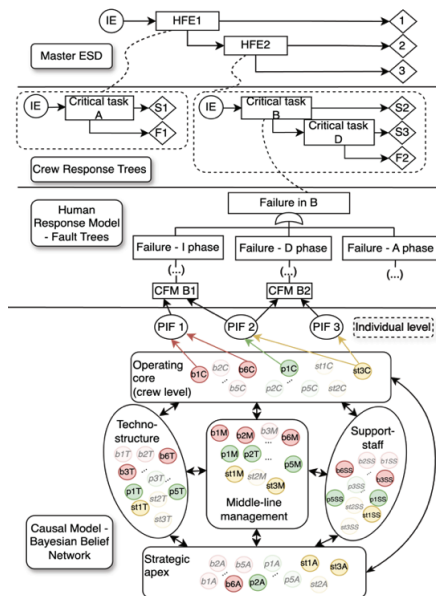 IE
HFE1
1
HFE2
2
3
Master ESD
IE
Critical task
A
S1
F1
IE
Critical task
B
S2
Critical task
D
S3
F2
Crew Response Trees
Human
Response Model
- Fault Trees
Failure in B
Failure - I phase
Failure - D phase
Failure - A phase
(...)
(...)
(...)
CFM B1
CFM B2
PIF 1
PIF 2
PIF 3
Individual level
Operating
core
(crew level)
b1C
b2C
b6C
p1C
st1C
st3C
b5C
p2C
p5C
st2C
Techno-
structure
b1T
b2T
b6T
b3T
p3T
p1T
p5T
st2T
st1T
st3T
b1M
b2M
b3M
b6M
p1M
p2T
p5M
st1M
st2M
st3M
Middle-line
management
Support-
staff
b2SS
b1SS
b6SS
b3SS
p3SS
p5SS
p1SS
st2SS
st1SS
st3SS
Causal Model -
Bayesian Belief
Network
Strategic
apex
b2A
b5A
p1A
st1A
st3A
b1A
b6A
p2A
p5A
st2A